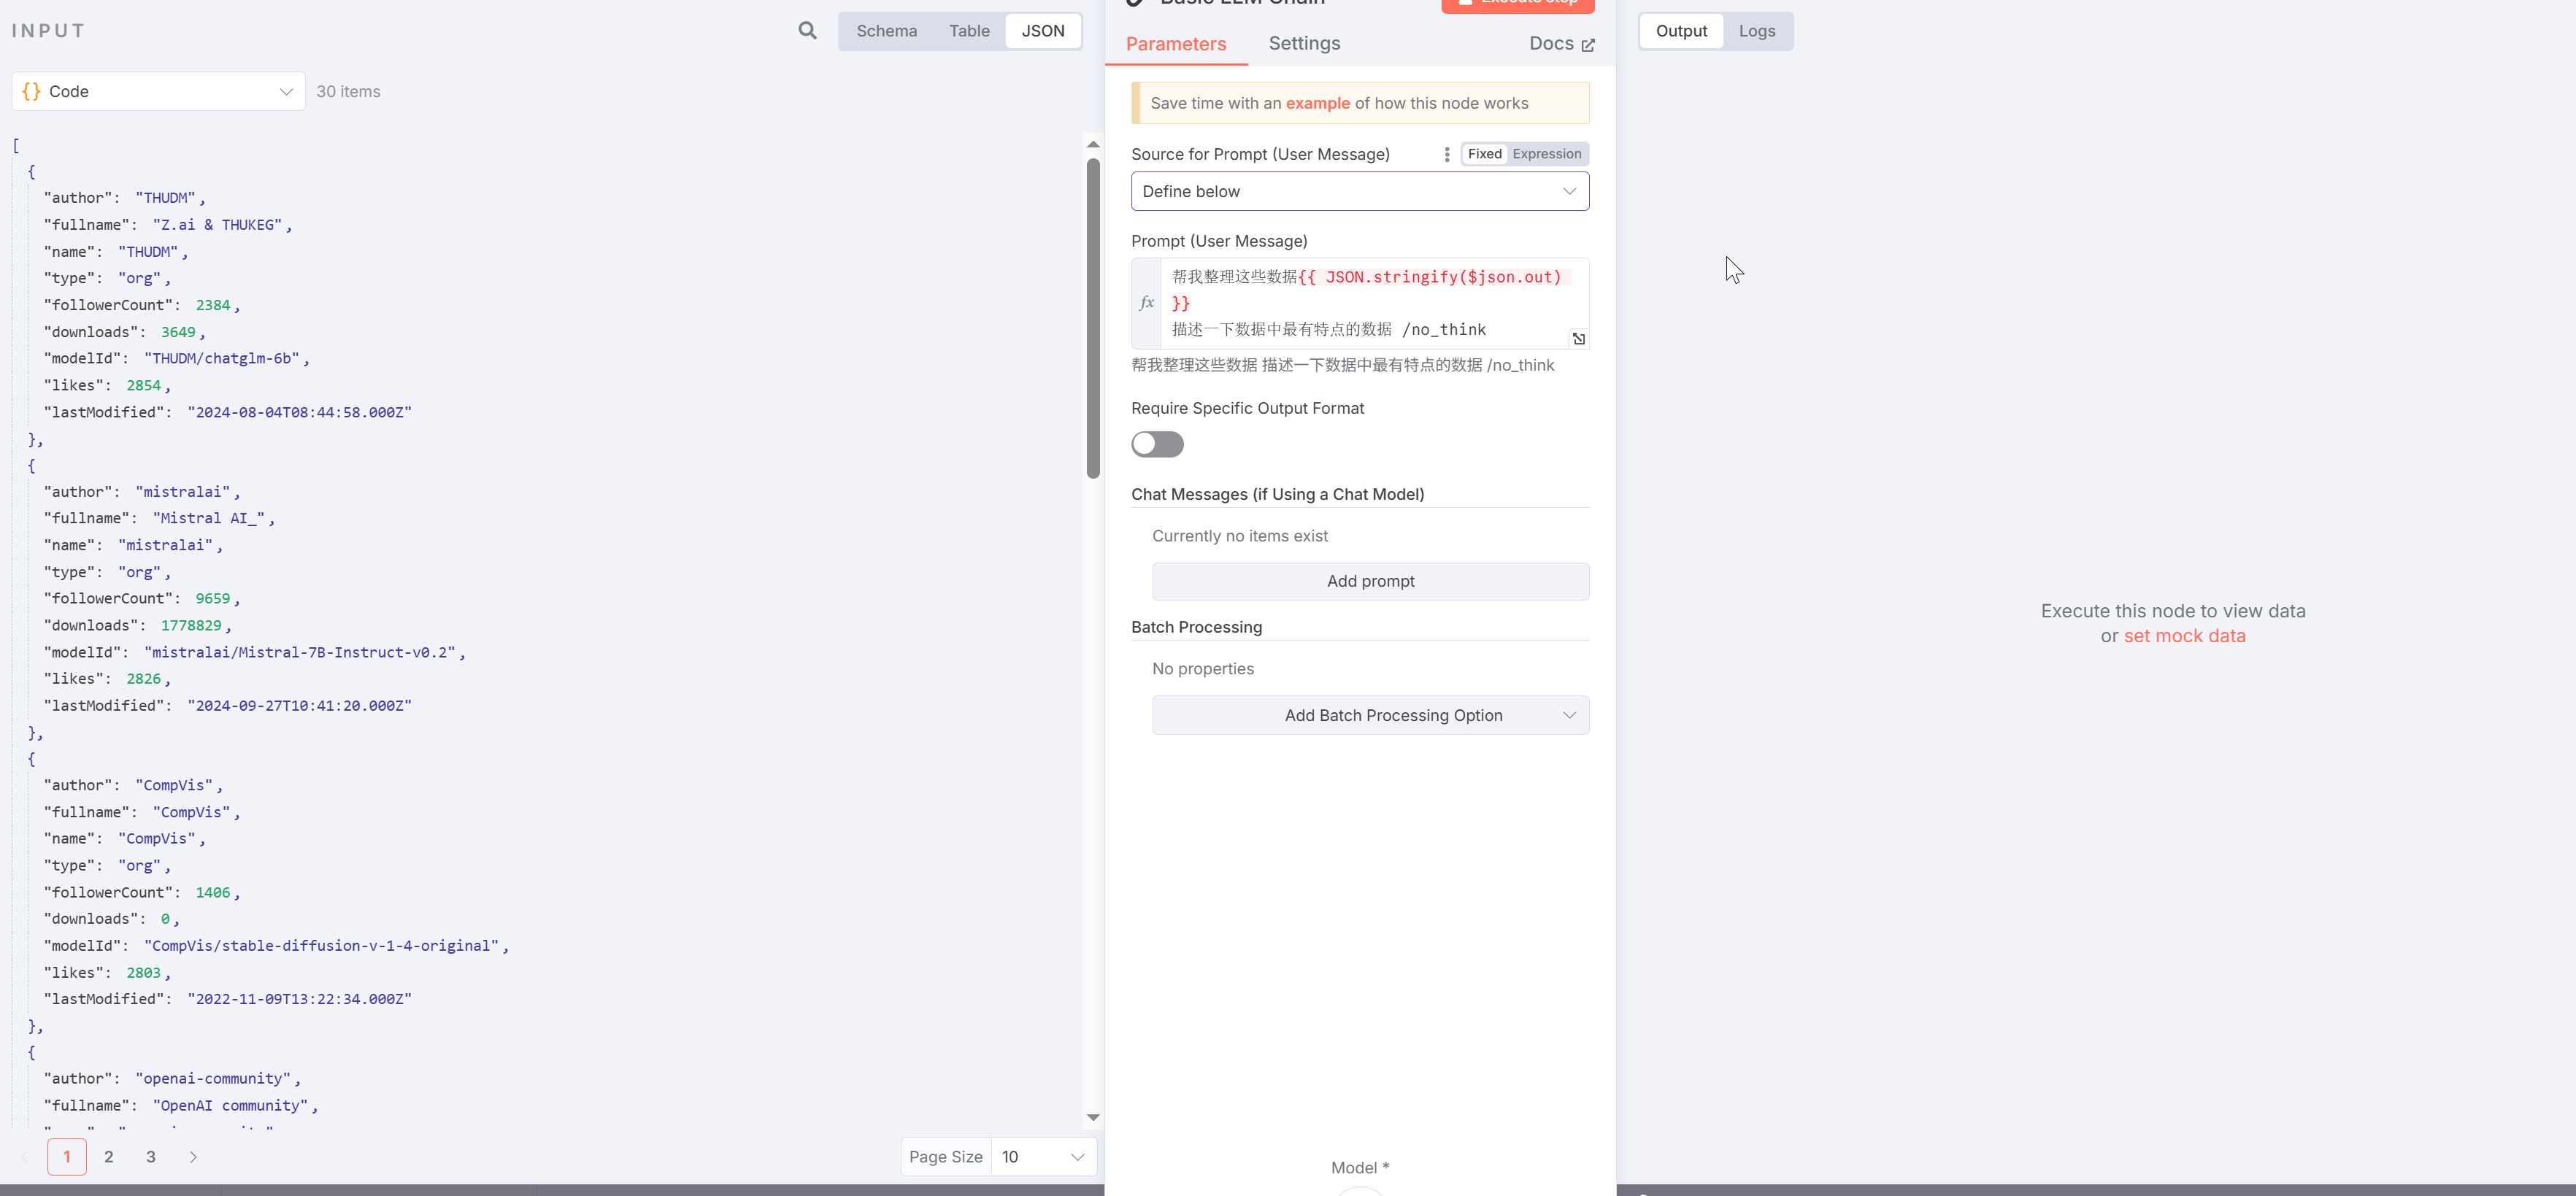 INPUT
Schema
Table
JSON
Code
30 items
[
{
"author": "THUDM",
"fullname": "Z.ai & THUKEG",
"name": "THUDM",
"type": "org",
"followerCount": 2384,
"downloads": 3649,
"modelId": "THUDM/chatglm-6b",
"likes": 2854,
"lastModified": "2024-08-04T08:44:58.000Z"
},
{
"author": "mistralai",
"fullname": "Mistral AI_",
"name": "mistralai",
"type": "org",
"followerCount": 9659,
"downloads": 1778829,
"modelId": "mistralai/Mistral-7B-Instruct-v0.2",
"likes": 2826,
"lastModified": "2024-09-27T10:41:20.000Z"
},
{
"author": "CompVis",
"fullname": "CompVis",
"name": "CompVis",
"type": "org",
"followerCount": 1406,
"downloads": 0,
"modelId": "CompVis/stable-diffusion-v-1-4-original",
"likes": 2803,
"lastModified": "2022-11-09T13:22:34.000Z"
},
{
"author": "openai-community",
"fullname": "OpenAI community",
1
2
3
Page Size
10
Basic LLM Chain
Execute step
Parameters
Settings
Docs
Save time with an example of how this node works
Source for Prompt (User Message)
Fixed
Expression
Define below
Prompt (User Message)
fx
帮我整理这些数据{{ JSON.stringify($json.out)
}}
描述一下数据中最有特点的数据 /no_think
帮我整理这些数据 描述一下数据中最有特点的数据 /no_think
Require Specific Output Format
Chat Messages (if Using a Chat Model)
Currently no items exist
Add prompt
Batch Processing
No properties
Add Batch Processing Option
Model *
Output
Logs
Execute this node to view data
or set mock data